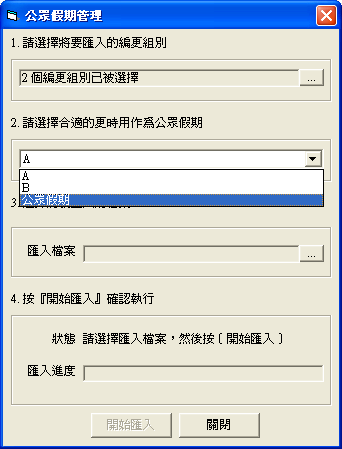 公眾假期管理
1. 請選擇將要匯入的編更組別
2 個編更組別已被選擇
...
2. 請選擇合適的更時用作為公眾假期
A
A
B
公眾假期
3.
匯入檔案
...
4. 按『開始匯入』確認執行
狀態 請選擇匯入檔案，然後按〔 開始匯入 〕
匯入進度
開始匯入
關閉